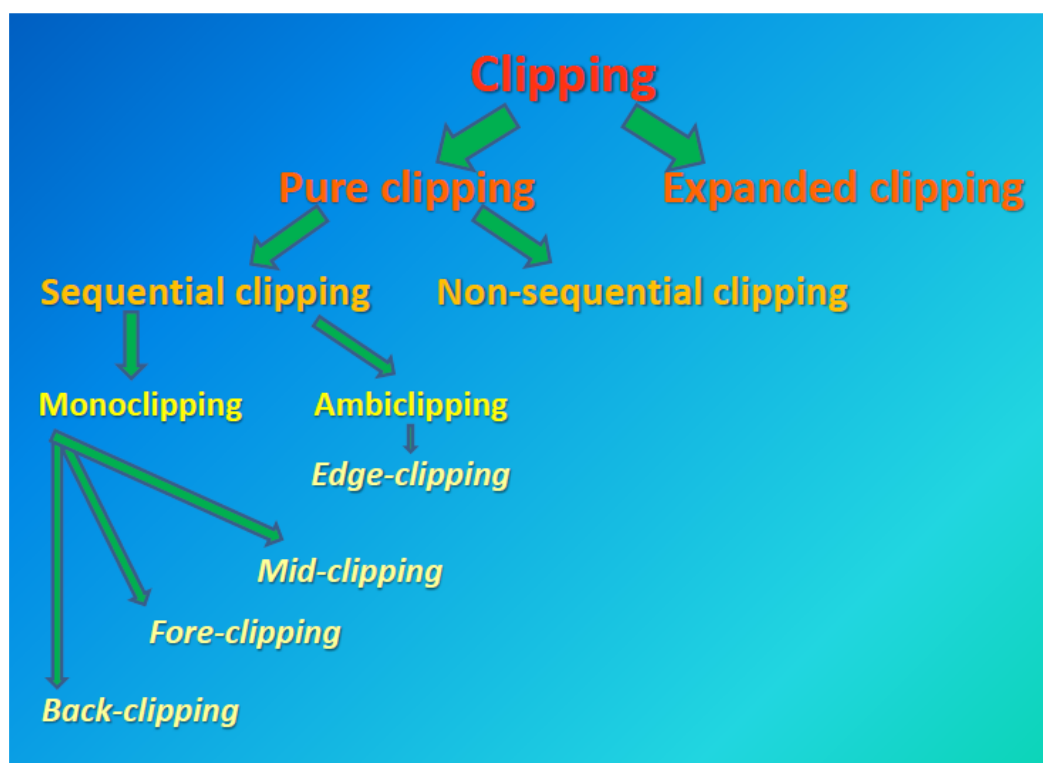 Clipping
Pure clipping
Expanded clipping
Sequential clipping
Non-sequential clipping
Monoclipping
Ambiclipping
Edge-clipping
Mid-clipping
Fore-clipping
Back-clipping